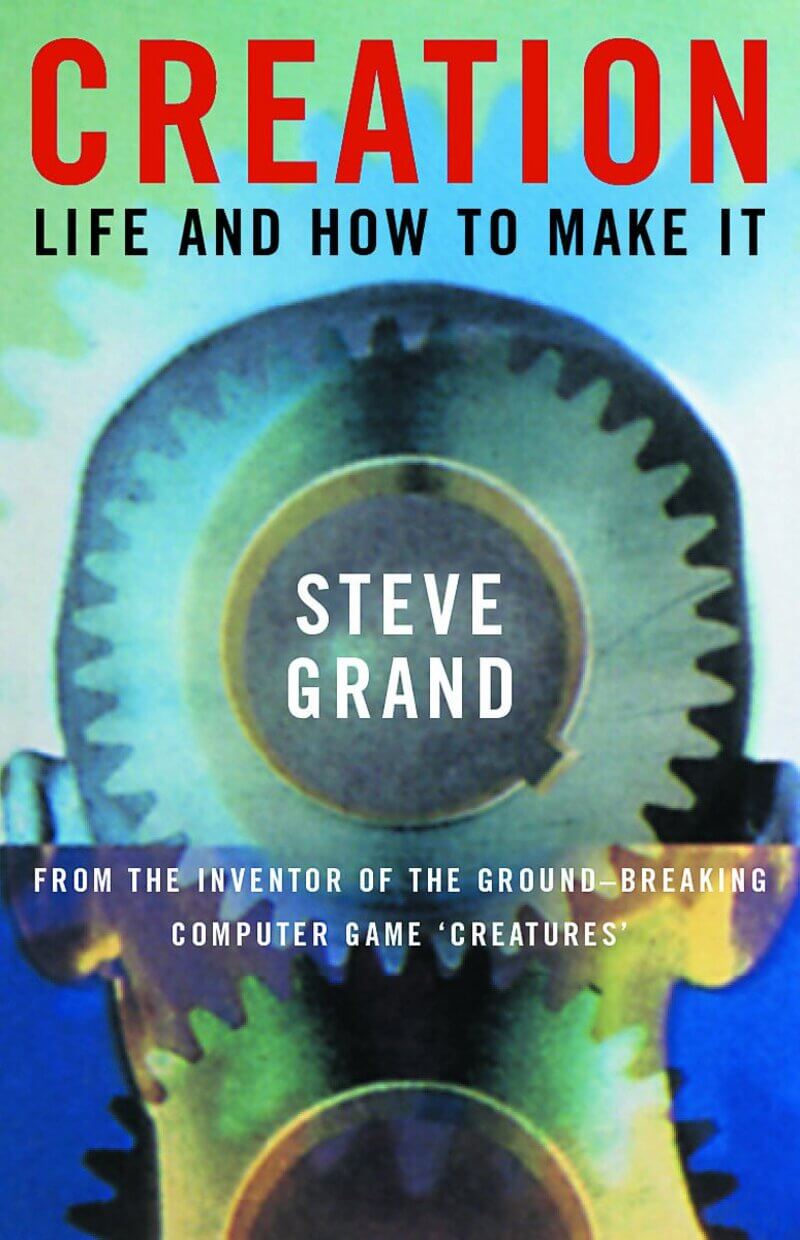 CREATION
LIFE AND HOW TO MAKE IT
STEVE
GRAND
FROM THE INVENTOR OF THE GROUND–BREAKING
COMPUTER GAME ‘CREATURES’